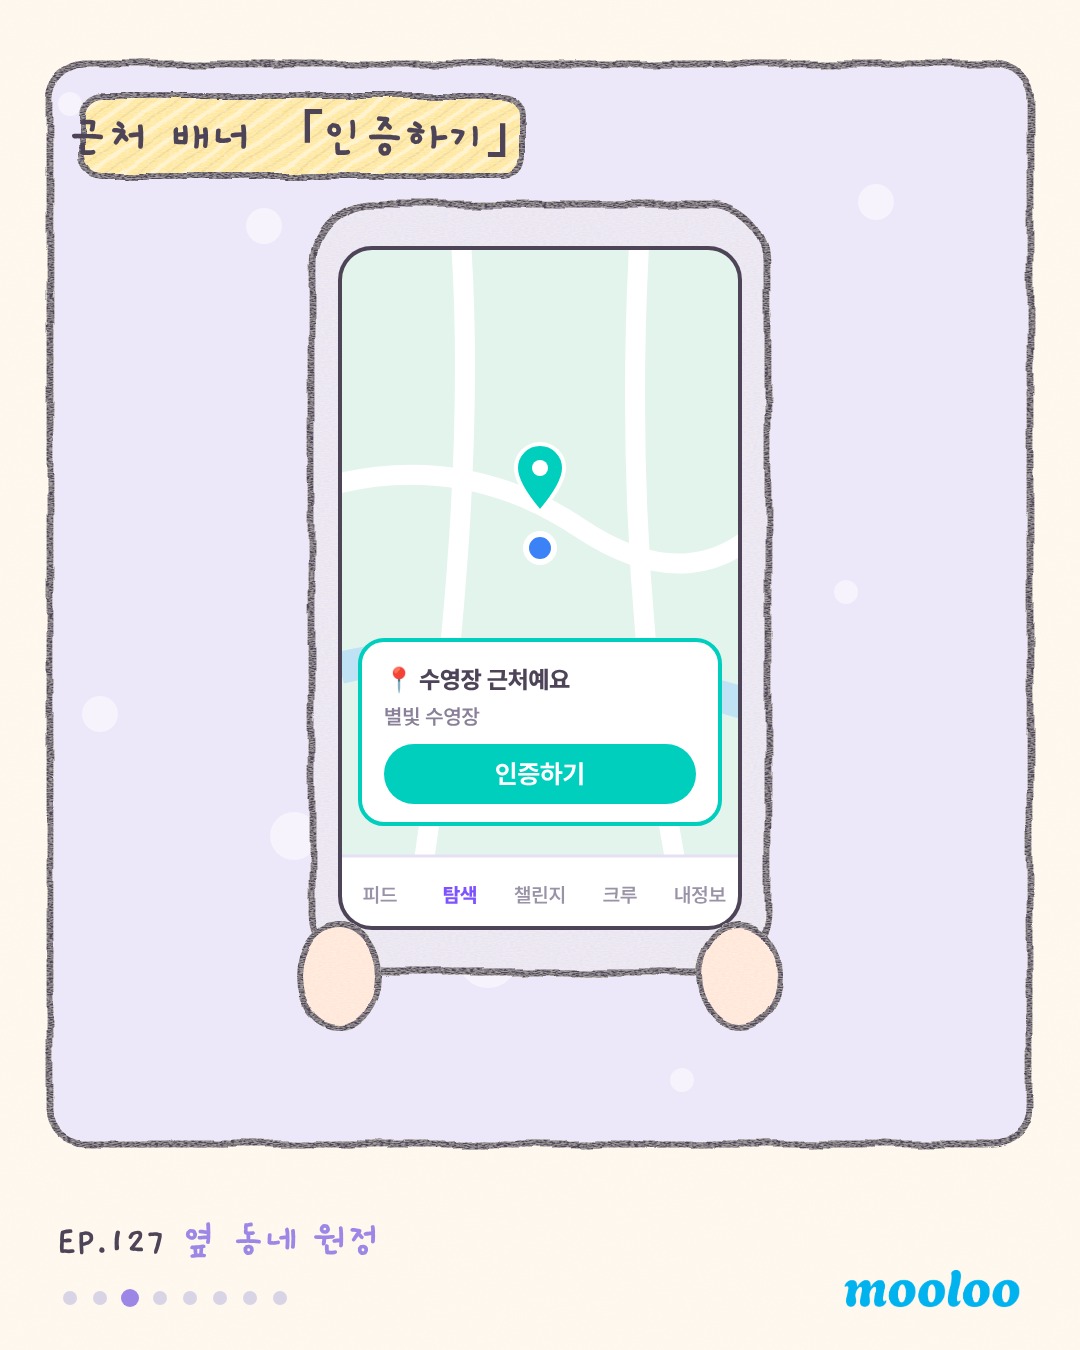 근처 배너 「인증하기」
📍 수영장 근처예요
별빛 수영장
인증하기
피드 탐색 챌린지 크루 내정보
EP.127 옆 동네 원정
mooloo